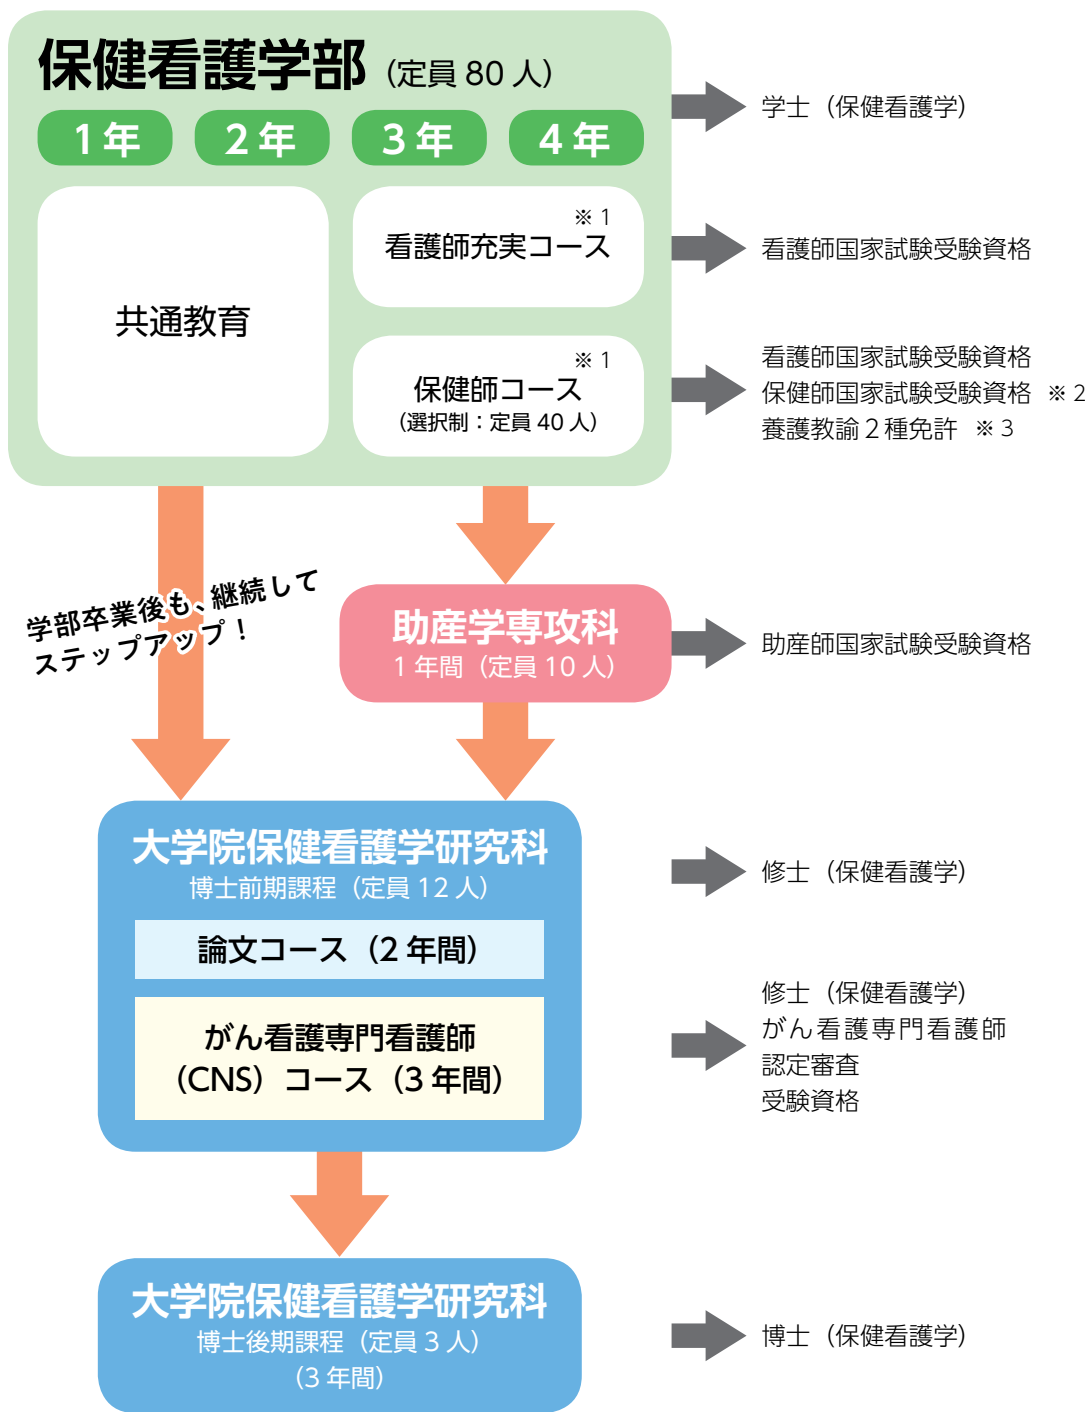 保健看護学部（定員 80 人）
1 年
2 年
3 年
4 年
学士（保健看護学）
共通教育
※ 1
看護師充実コース
看護師国家試験受験資格
※ 1
保健師コース
（選択制：定員 40 人）
看護師国家試験受験資格
保健師国家試験受験資格 ※ 2
養護教諭２種免許 ※ 3
学部卒業後も、継続して
ステップアップ！
助産学専攻科
1 年間（定員 10 人）
助産師国家試験受験資格
大学院保健看護学研究科
博士前期課程（定員 12 人）
修士（保健看護学）
論文コース（2 年間）
がん看護専門看護師
（CNS）コース（3 年間）
修士（保健看護学）
がん看護専門看護師
認定審査
受験資格
大学院保健看護学研究科
博士後期課程（定員 3 人）
（3 年間）
博士（保健看護学）